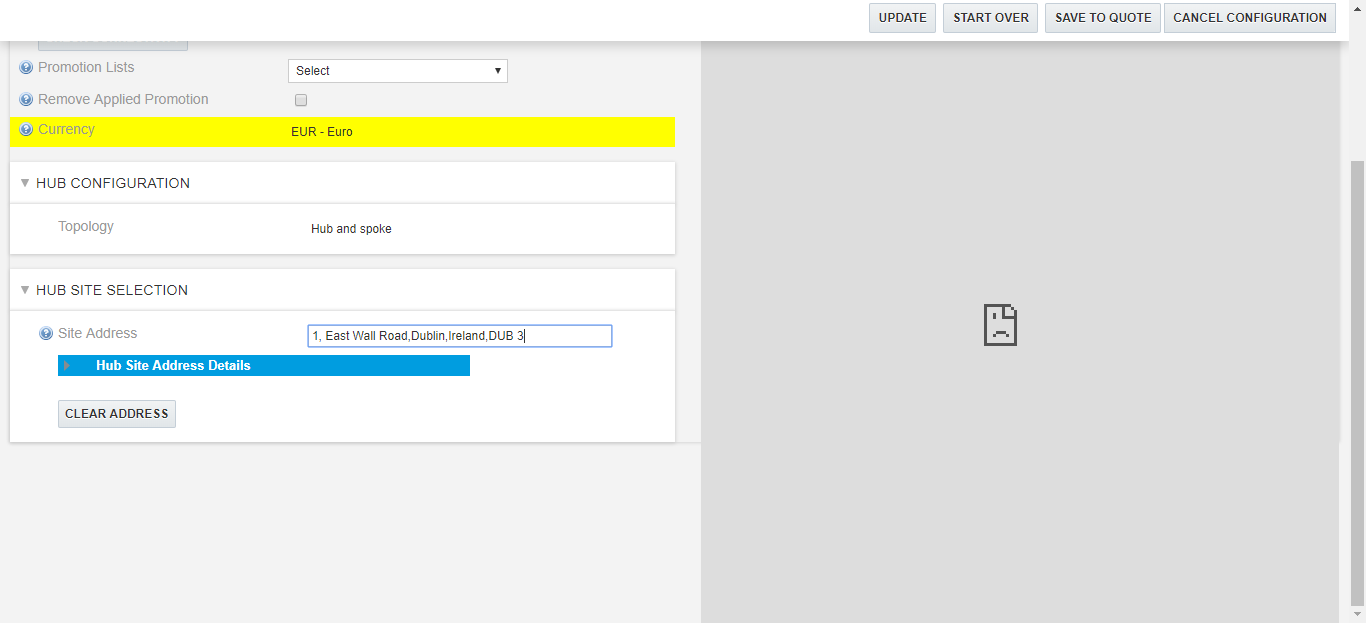 UPDATE START OVER SAVE TO QUOTE CANCEL CONFIGURATION
Promotion Lists Select
Remove Applied Promotion
Currency EUR - Euro
HUB CONFIGURATION
Topology Hub and spoke
HUB SITE SELECTION
Site Address 1, East Wall Road,Dublin,Ireland,DUB 3
Hub Site Address Details
CLEAR ADDRESS